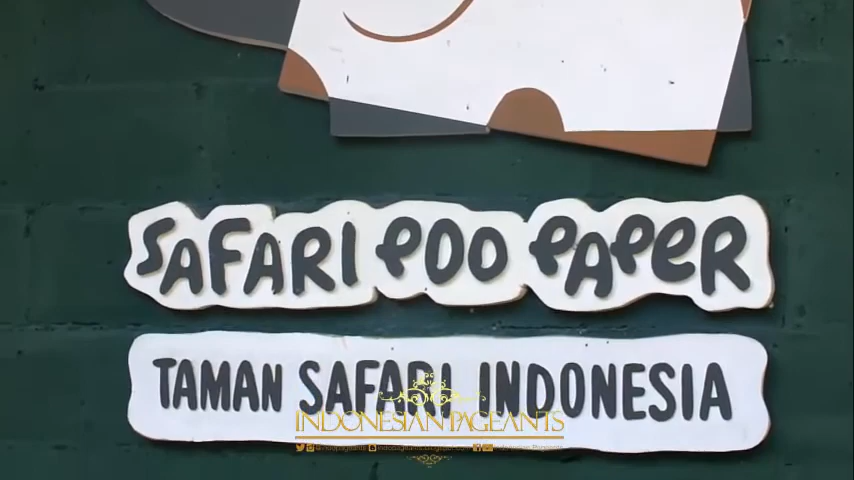 SAFARI POO PAPER
TAMAN SAFARI INDONESIA
INDONESIAN PAGEANTS